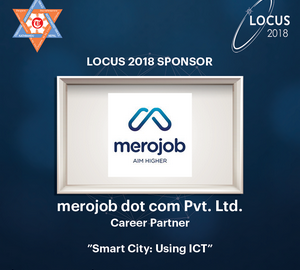 LOCUS
2018
LOCUS 2018 SPONSOR
merojob
AIM HIGHER
merojob dot com Pvt. Ltd.
Career Partner
"Smart City: Using ICT"